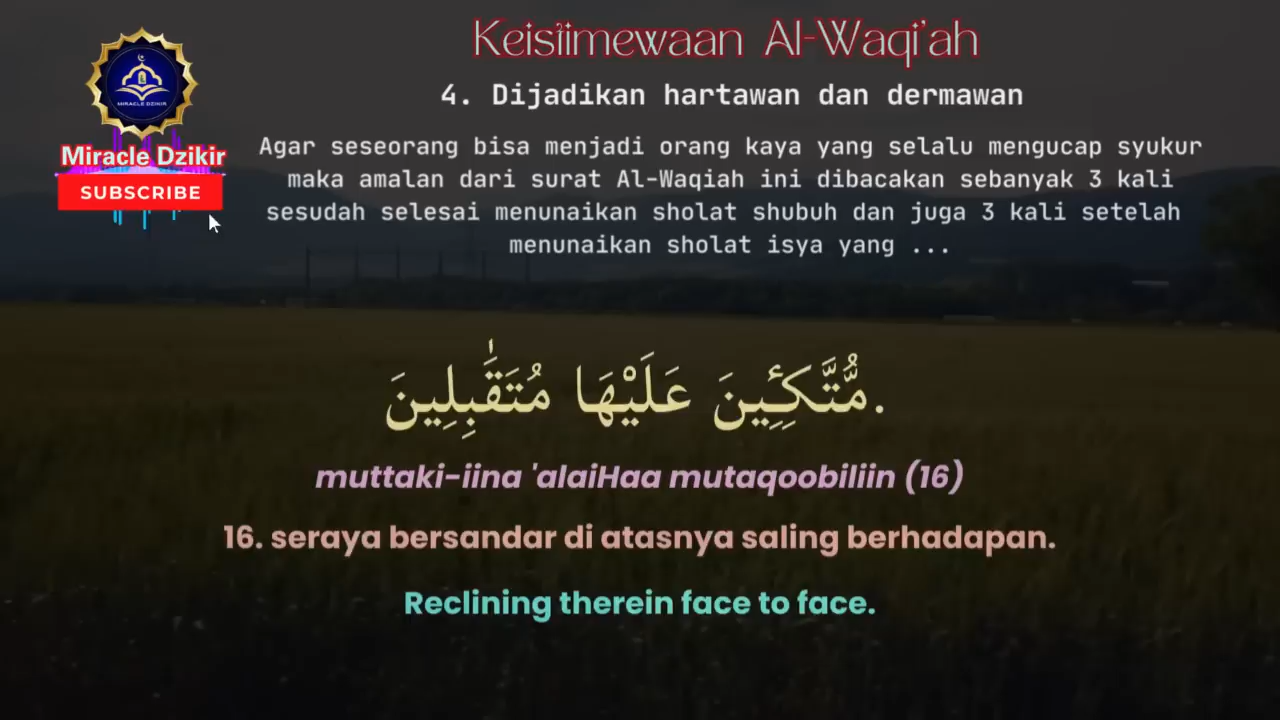 Keistimewaan Al-Waqi'ah
4. Dijadikan hartawan dan dermawan
MIRACLE DZIKIR
Miracle Dzikir
SUBSCRIBE
Agar seseorang bisa menjadi orang kaya yang selalu mengucap syukur
maka amalan dari surat Al-Waqiah ini dibacakan sebanyak 3 kali
sesudah selesai menunaikan sholat shubuh dan juga 3 kali setelah
menunaikan sholat isya yang ...
مُّتَّكِـِٔينَ عَلَيْهَا مُتَقَٰبِلِينَ.
muttaki-iina 'alaiHaa mutaqoobiliin (16)
16. seraya bersandar di atasnya saling berhadapan.
Reclining therein face to face.